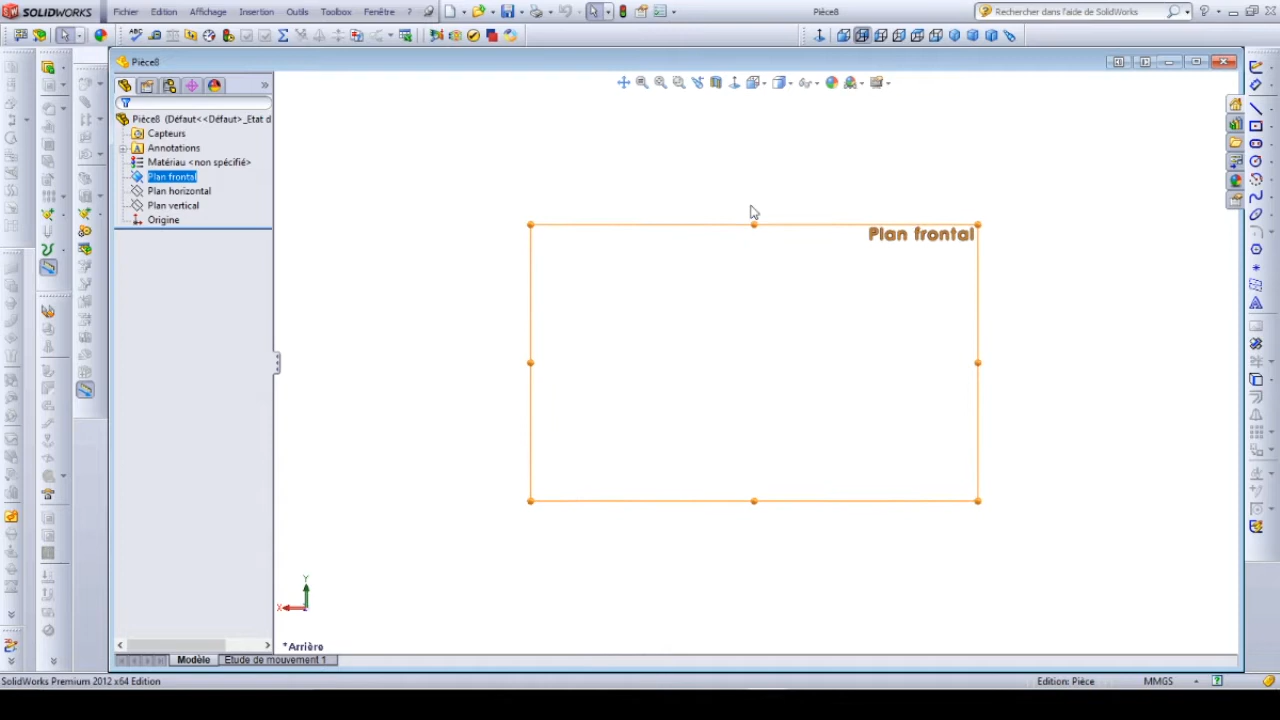 SOLIDWORKS Fichier Edition Affichage Insertion Outils Toolbox Fenêtre ? Pièce8 Rechercher dans l'aide de SolidWorks
Pièce8
Pièce8 (Défaut<<Défaut>_Etat d
Capteurs
Annotations
Matériau <non spécifié>
Plan frontal
Plan horizontal
Plan vertical
Origine
Plan frontal
Y
X
*Arrière
Modèle Etude de mouvement 1
SolidWorks Premium 2012 x64 Edition Edition: Pièce MMGS